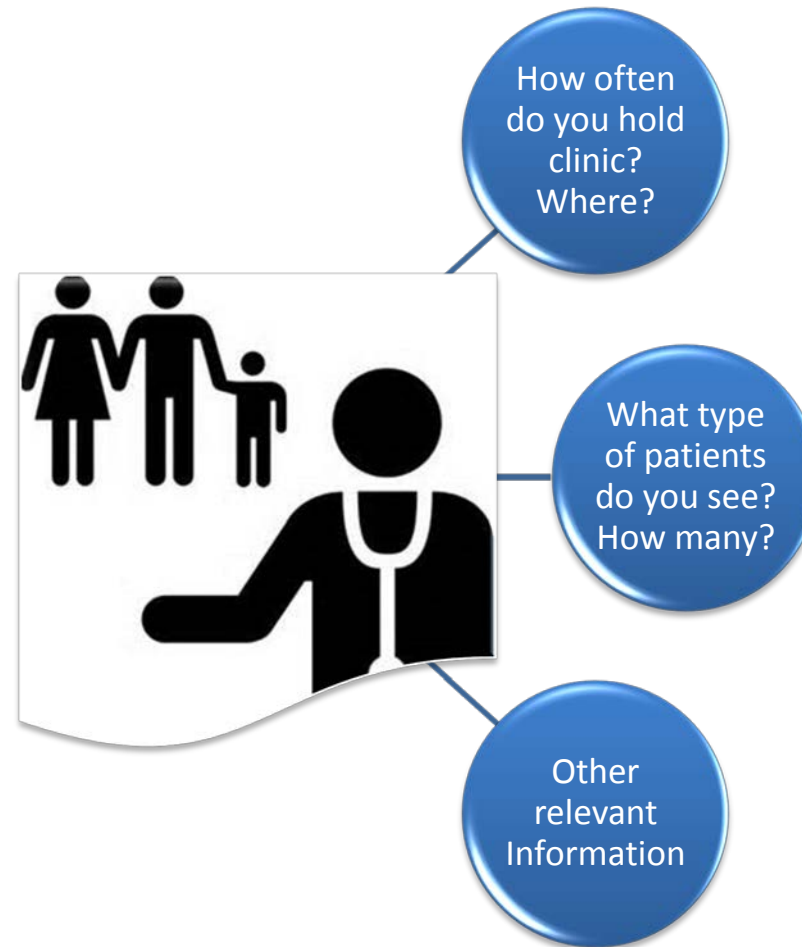 How often
do you hold
clinic?
Where?
What type
of patients
do you see?
How many?
Other
relevant
Information